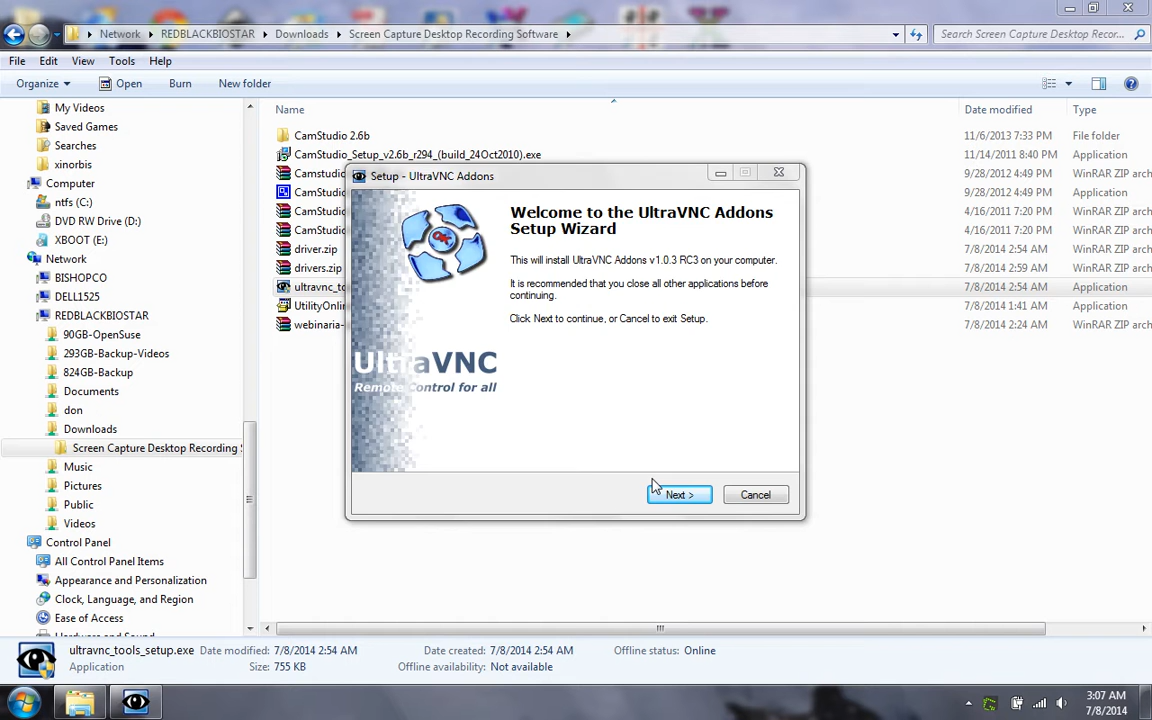 Network ▸ REDBLACKBIOSTAR ▸ Downloads ▸ Screen Capture Desktop Recording Software ▸
Search Screen Capture Desktop Recor...
File Edit View Tools Help
Organize Open Burn New folder
Name Date modified Type
My Videos
Saved Games
Searches
xinorbis
Computer
ntfs (C:)
DVD RW Drive (D:)
XBOOT (E:)
Network
BISHOPCO
DELL1525
REDBLACKBIOSTAR
90GB-OpenSuse
293GB-Backup-Videos
824GB-Backup
Documents
don
Downloads
Screen Capture Desktop Recording S
Music
Pictures
Public
Videos
Control Panel
All Control Panel Items
Appearance and Personalization
Clock, Language, and Region
Ease of Access
CamStudio 2.6b 11/6/2013 7:33 PM File folder
CamStudio_Setup_v2.6b_r294_(build_24Oct2010).exe 11/14/2011 8:40 PM Application
Camstudio 9/28/2012 4:49 PM WinRAR ZIP arch
CamStudio 9/28/2012 4:49 PM Application
CamStudio 4/16/2011 7:20 PM WinRAR ZIP arch
CamStudio 4/16/2011 7:20 PM WinRAR ZIP arch
driver.zip 7/8/2014 2:54 AM WinRAR ZIP arch
drivers.zip 7/8/2014 2:59 AM WinRAR ZIP arch
ultravnc_to 7/8/2014 2:54 AM Application
UtilityOnlin 7/8/2014 1:41 AM Application
webinaria- 7/8/2014 2:24 AM WinRAR ZIP arch
Setup - UltraVNC Addons
OK
UltraVNC
Remote Control for all
Welcome to the UltraVNC Addons
Setup Wizard
This will install UltraVNC Addons v1.0.3 RC3 on your computer.
It is recommended that you close all other applications before
continuing.
Click Next to continue, or Cancel to exit Setup.
Next > Cancel
ultravnc_tools_setup.exe Date modified: 7/8/2014 2:54 AM Date created: 7/8/2014 2:54 AM Offline status: Online
Application Size: 755 KB Offline availability: Not available
3:07 AM
7/8/2014